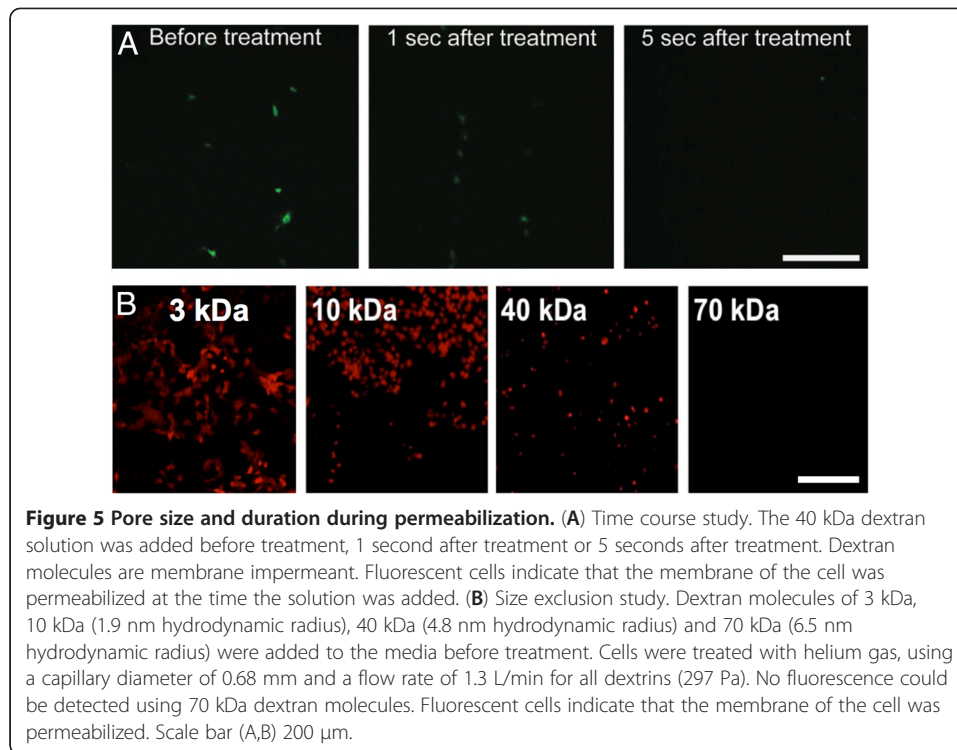 A
Before treatment
1 sec after treatment
5 sec after treatment
B
3 kDa
10 kDa
40 kDa
70 kDa
Figure 5 Pore size and duration during permeabilization. (A) Time course study. The 40 kDa dextran
solution was added before treatment, 1 second after treatment or 5 seconds after treatment. Dextran
molecules are membrane impermeant. Fluorescent cells indicate that the membrane of the cell was
permeabilized at the time the solution was added. (B) Size exclusion study. Dextran molecules of 3 kDa,
10 kDa (1.9 nm hydrodynamic radius), 40 kDa (4.8 nm hydrodynamic radius) and 70 kDa (6.5 nm
hydrodynamic radius) were added to the media before treatment. Cells were treated with helium gas, using
a capillary diameter of 0.68 mm and a flow rate of 1.3 L/min for all dextrins (297 Pa). No fluorescence could
be detected using 70 kDa dextran molecules. Fluorescent cells indicate that the membrane of the cell was
permeabilized. Scale bar (A,B) 200 μm.